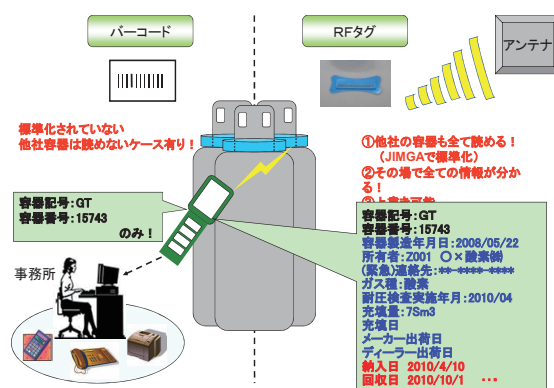 バーコード
RFタグ
アンテナ
標準化されていない
他社容器は読めないケース有り！
①他社の容器も全て読める！
(JIMGAで標準化)
②その場で全ての情報が分か
る！
容器記号：GT
容器番号：15743
のみ！
事務所
容器記号：GT
容器番号：15743
容器製造年月日：2008/05/22
所有者：Z001 ○×酸素㈱
(緊急)連絡先：**-****-****
ガス種：酸素
耐圧検査実施年月：2010/04
充填量：7Sm3
充填日
メーカー出荷日
ディーラー出荷日
納入日 2010/4/10
回収日 2010/10/1 …